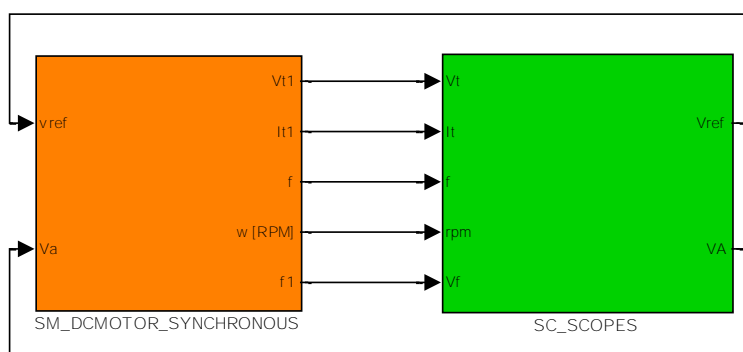 Vt1
Vt
vref
Vref
It1
It
f
f
w [RPM]
rpm
Va
VA
f1
Vf
SM_DCMOTOR_SYNCHRONOUS
SC_SCOPES